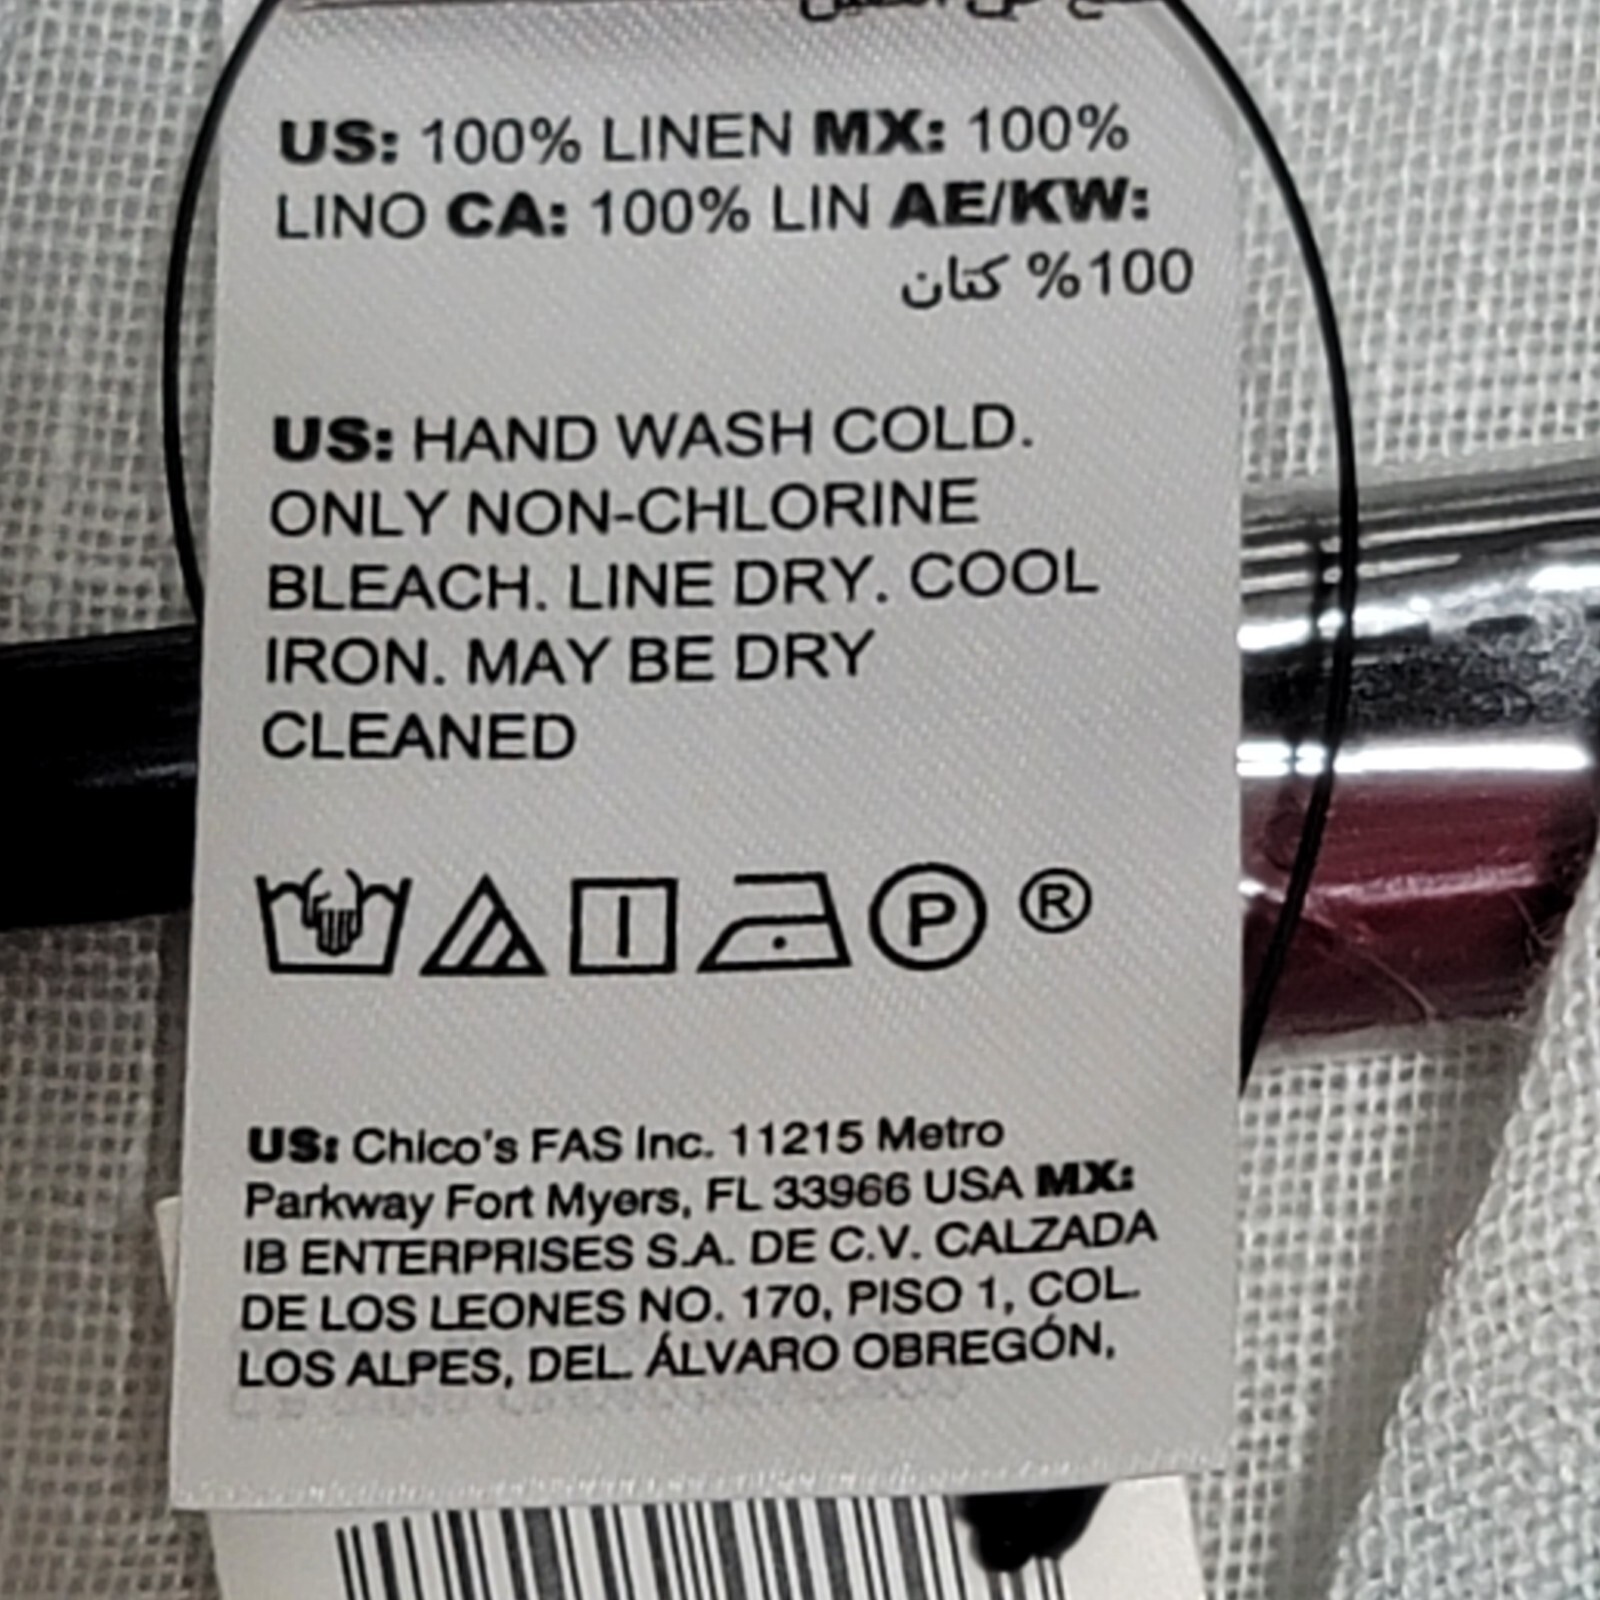 US: 100% LINEN MX: 100%
LINO CA: 100% LIN AE/KW:
100% كتان
US: HAND WASH COLD.
ONLY NON-CHLORINE
BLEACH. LINE DRY. COOL
IRON. MAY BE DRY
CLEANED
P ®
US: Chico's FAS Inc. 11215 Metro
Parkway Fort Myers, FL 33966 USA MX:
IB ENTERPRISES S.A. DE C.V. CALZADA
DE LOS LEONES NO. 170, PISO 1, COL.
LOS ALPES, DEL. ÁLVARO OBREGÓN,